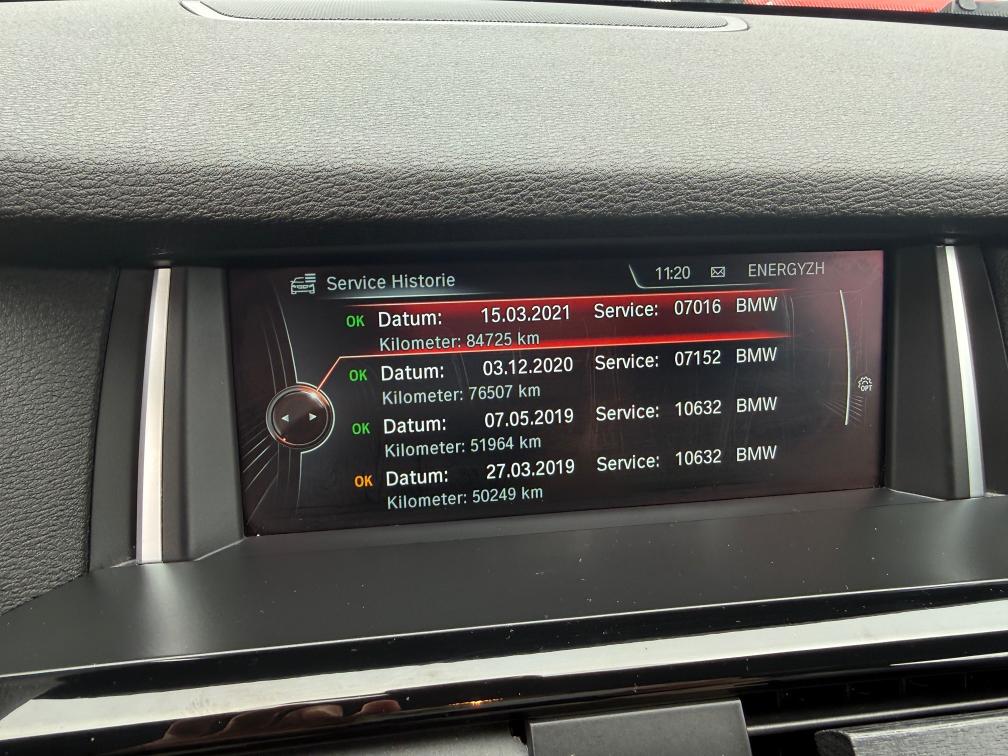 Service Historie 11:20 ENERGYZH
OK Datum: 15.03.2021 Service: 07016 BMW
Kilometer: 84725 km
OK Datum: 03.12.2020 Service: 07152 BMW
Kilometer: 76507 km
OK Datum: 07.05.2019 Service: 10632 BMW
Kilometer: 51964 km
OK Datum: 27.03.2019 Service: 10632 BMW
Kilometer: 50249 km
OPT